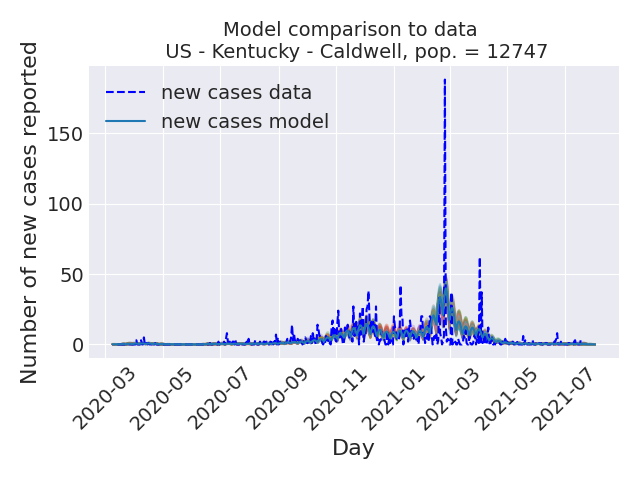 Model comparison to data
US - Kentucky - Caldwell, pop. = 12747
Number of new cases reported
new cases data
new cases model
150
100
50
0
2020-03
2020-05
2020-07
2020-09
2020-11
2021-01
2021-03
2021-05
2021-07
Day